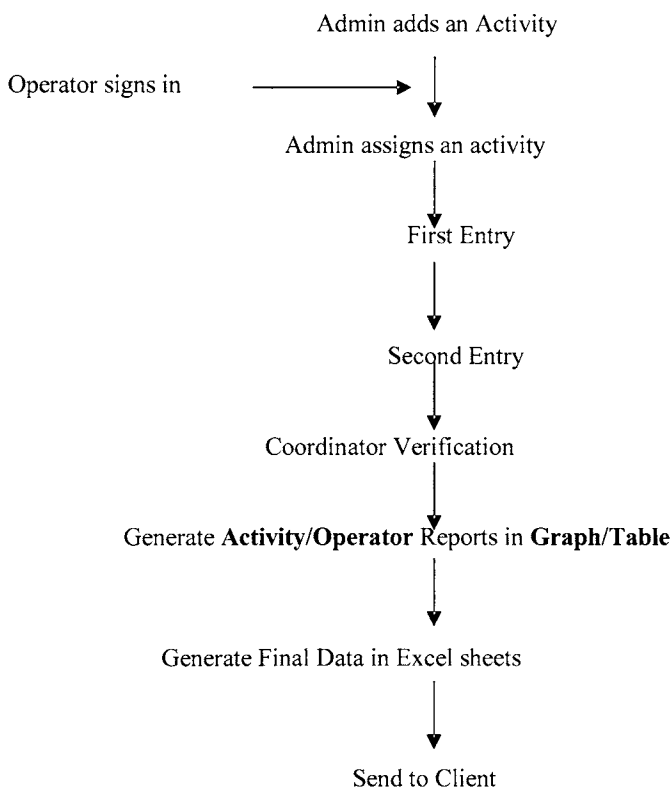 Admin adds an Activity
Operator signs in
Admin assigns an activity
First Entry
Second Entry
Coordinator Verification
Generate Activity/Operator Reports in Graph/Table
Generate Final Data in Excel sheets
Send to Client